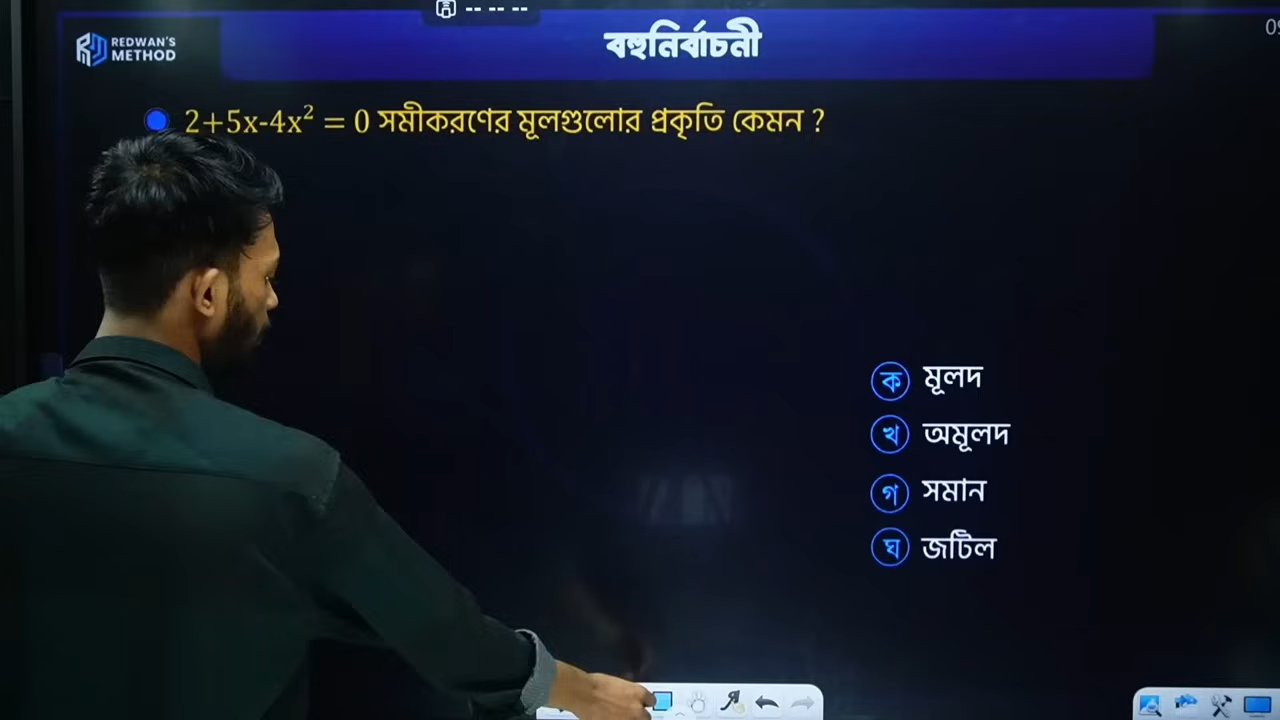 REDWAN'S
METHOD
বহুনির্বাচনী
2+5x-4x² = 0 সমীকরণের মূলগুলোর প্রকৃতি কেমন ?
ক মূলদ
খ অমূলদ
গ সমান
ঘ জটিল